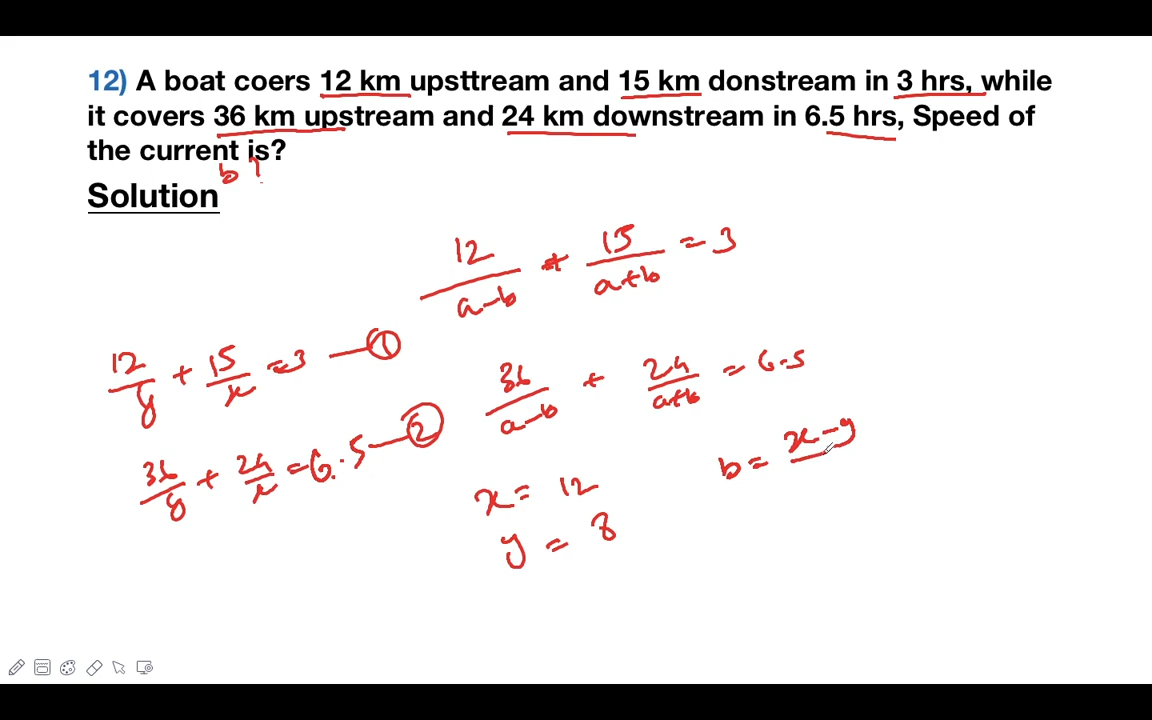 12) A boat coers 12 km upsttream and 15 km donstream in 3 hrs, while
it covers 36 km upstream and 24 km downstream in 6.5 hrs, Speed of
the current is?
b ?
Solution
12/(a-b) + 15/(a+b) = 3
12/y + 15/x = 3 — ①
36/(a-b) + 24/(a+b) = 6.5
36/y + 24/x = 6.5 — ②
b = x-y
x = 12
y = 8